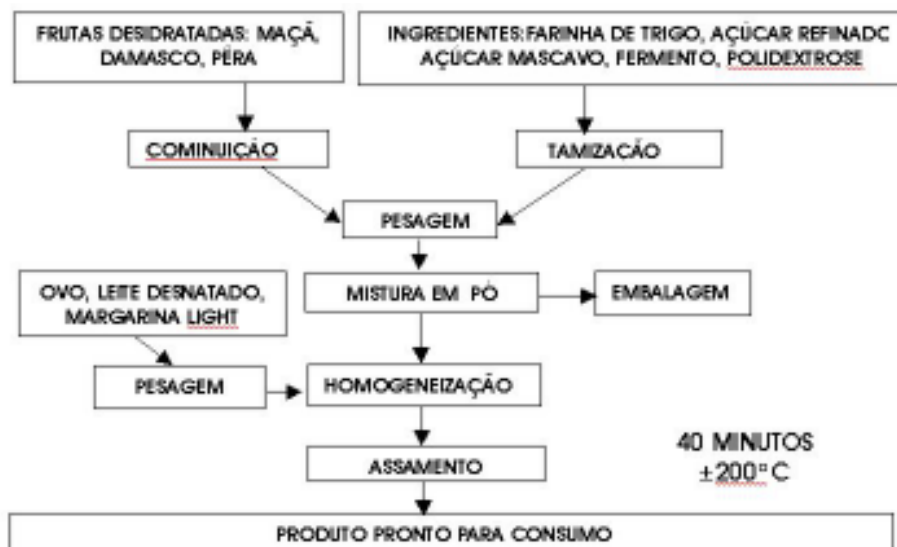 FRUTAS DESIDRATADAS: MAÇÃ,
DAMASCO, PÊRA
INGREDIENTES:FARINHA DE TRIGO, AÇÚCAR REFINADO
AÇÚCAR MASCAVO, FERMENTO, POLIDEXTROSE
COMINUIÇÃO
TAMIZAÇÃO
PESAGEM
OVO, LEITE DESNATADO,
MARGARINA LIGHT
MISTURA EM PÓ
EMBALAGEM
PESAGEM
HOMOGENEIZAÇÃO
40 MINUTOS
±200°C
ASSAMENTO
PRODUTO PRONTO PARA CONSUMO